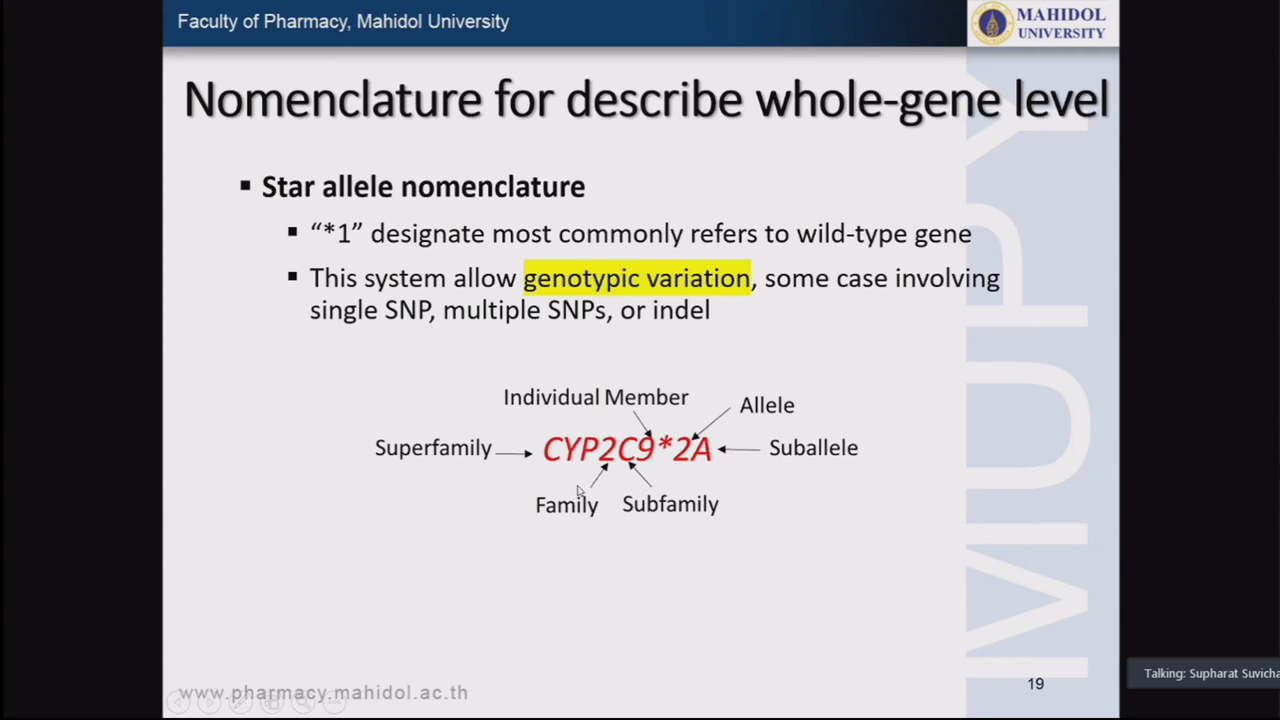 Faculty of Pharmacy, Mahidol University
MAHIDOL
UNIVERSITY
Nomenclature for describe whole-gene level
Star allele nomenclature
“*1” designate most commonly refers to wild-type gene
This system allow genotypic variation, some case involving
single SNP, multiple SNPs, or indel
Individual Member
Allele
Superfamily
CYP2C9*2A
Suballele
Family
Subfamily
MUPY
Talking: Supharat Suvicha
www.pharmacy.mahidol.ac.th
19